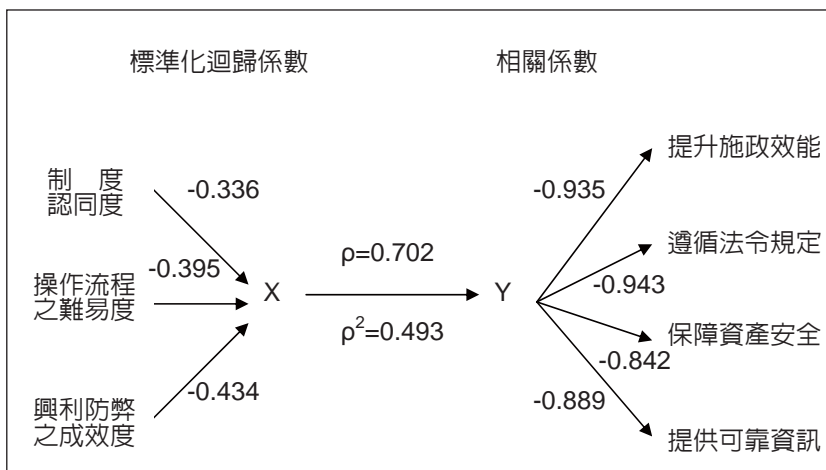 標準化迴歸係數
相關係數
制 度
認同度
-0.336
操作流程
之難易度
-0.395
興利防弊
之成效度
-0.434
X
ρ=0.702
ρ²=0.493
Y
-0.935
提升施政效能
-0.943
遵循法令規定
-0.842
保障資產安全
-0.889
提供可靠資訊